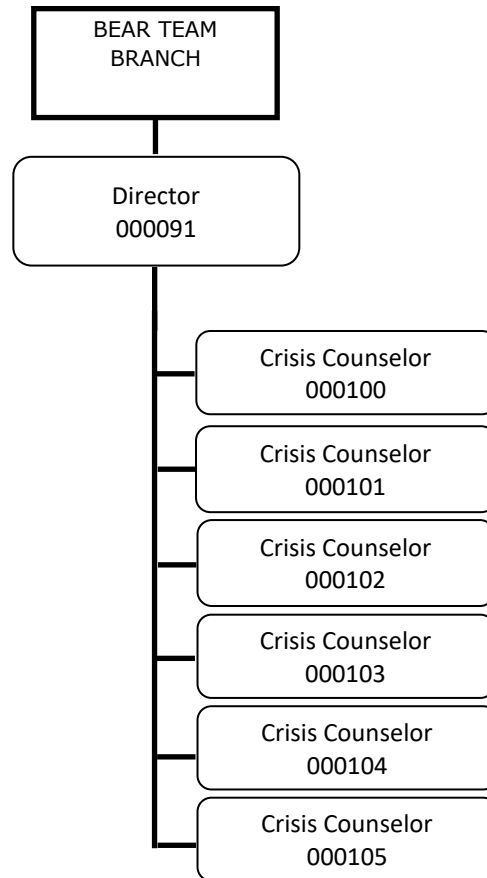 BEAR TEAM
BRANCH
Director
000091
Crisis Counselor
000100
Crisis Counselor
000101
Crisis Counselor
000102
Crisis Counselor
000103
Crisis Counselor
000104
Crisis Counselor
000105